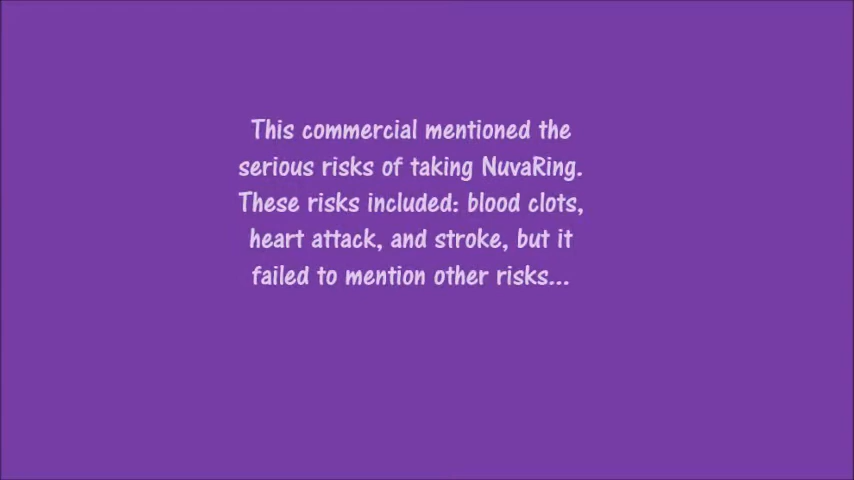 This commercial mentioned the
serious risks of taking NuvaRing.
These risks included: blood clots,
heart attack, and stroke, but it
failed to mention other risks...